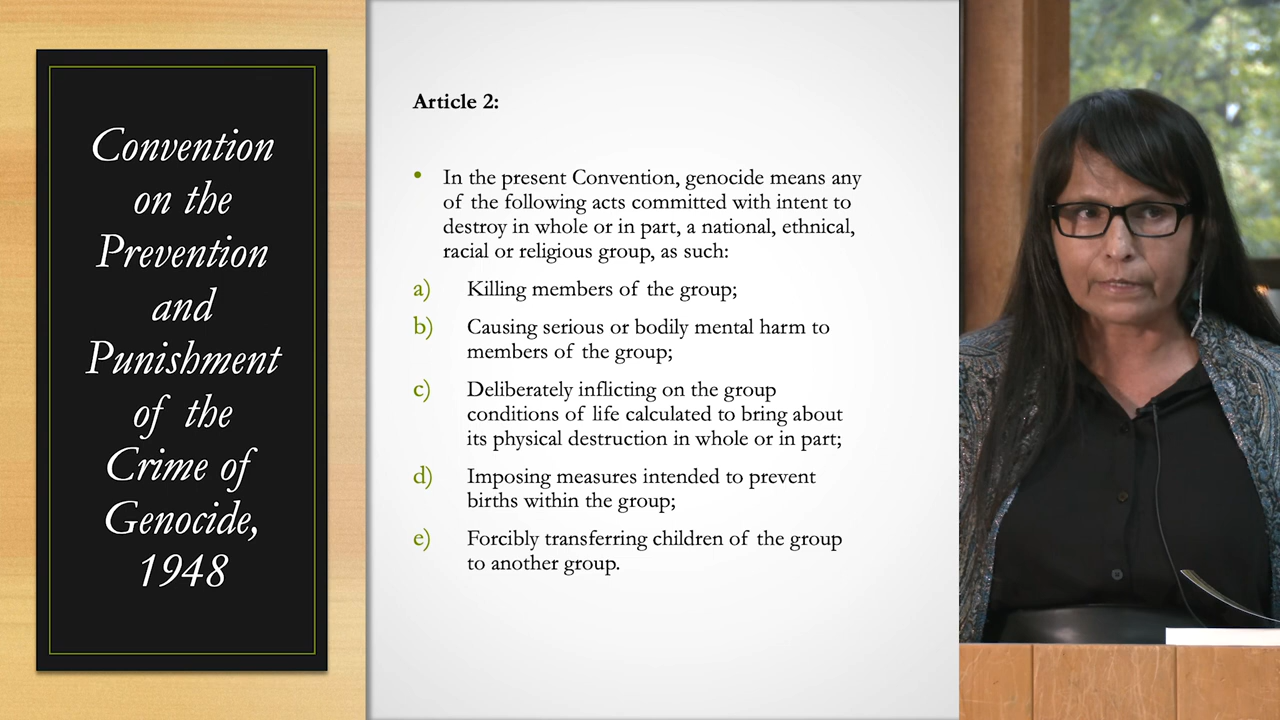 Convention
on the
Prevention
and
Punishment
of the
Crime of
Genocide,
1948
Article 2:
• In the present Convention, genocide means any
of the following acts committed with intent to
destroy in whole or in part, a national, ethnical,
racial or religious group, as such:
a) Killing members of the group;
b) Causing serious or bodily mental harm to
members of the group;
c) Deliberately inflicting on the group
conditions of life calculated to bring about
its physical destruction in whole or in part;
d) Imposing measures intended to prevent
births within the group;
e) Forcibly transferring children of the group
to another group.